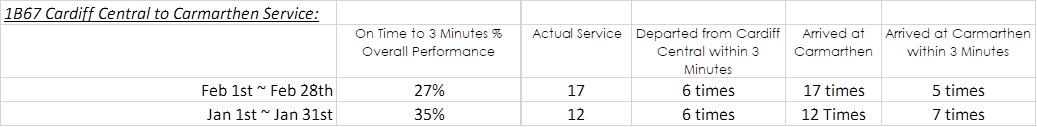 1B67 Cardiff Central to Carmarthen Service:
On Time to 3 Minutes % Overall Performance
Actual Service
Departed from Cardiff Central within 3 Minutes
Arrived at Carmarthen
Arrived at Carmarthen within 3 Minutes
Feb 1st ~ Feb 28th 27% 17 6 times 17 times 5 times
Jan 1st ~ Jan 31st 35% 12 6 times 12 Times 7 times